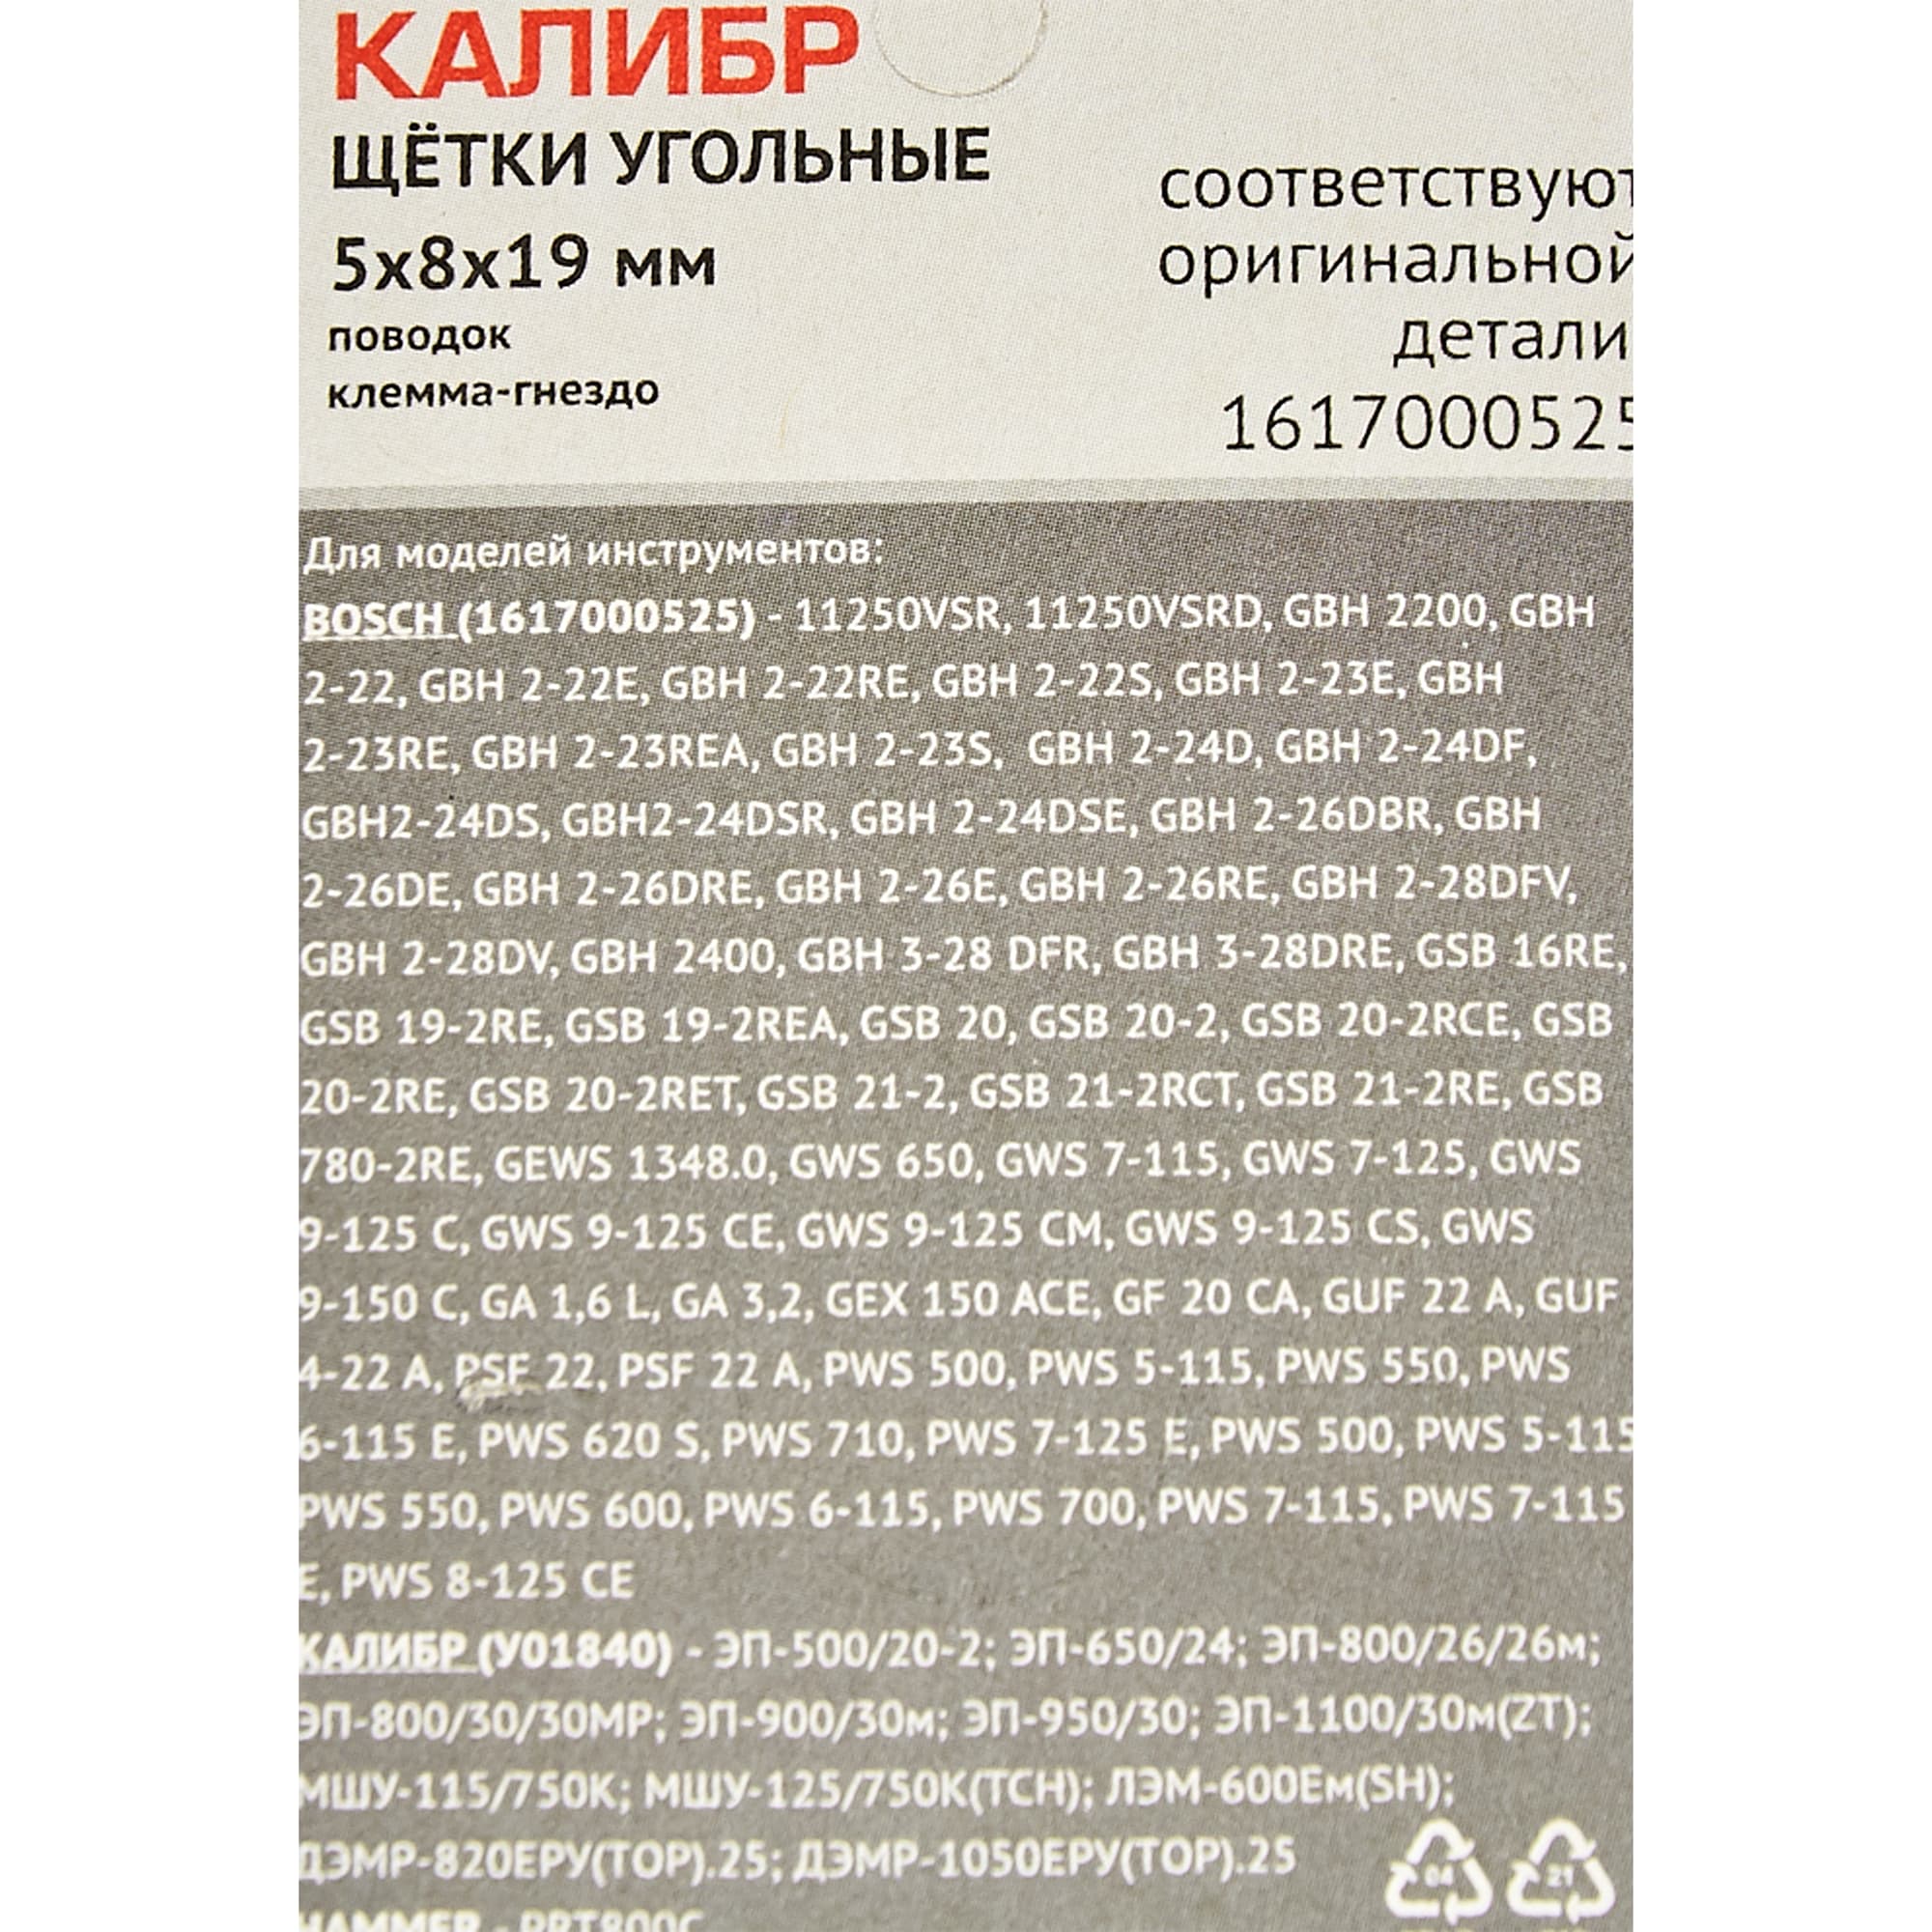 КАЛИБР
ЩЁТКИ УГОЛЬНЫЕ
5х8х19 мм
поводок
клемма-гнездо
соответствуют
оригинальной
детали
1617000525
Для моделей инструментов:
BOSCH (1617000525) - 11250VSR, 11250VSRD, GBH 2200, GBH
2-22, GBH 2-22E, GBH 2-22RE, GBH 2-22S, GBH 2-23E, GBH
2-23RE, GBH 2-23REA, GBH 2-23S, GBH 2-24D, GBH 2-24DF,
GBH2-24DS, GBH2-24DSR, GBH 2-24DSE, GBH 2-26DBR, GBH
2-26DE, GBH 2-26DRE, GBH 2-26E, GBH 2-26RE, GBH 2-28DFV,
GBH 2-28DV, GBH 2400, GBH 3-28 DFR, GBH 3-28DRE, GSB 16RE,
GSB 19-2RE, GSB 19-2REA, GSB 20, GSB 20-2, GSB 20-2RCE, GSB
20-2RE, GSB 20-2RET, GSB 21-2, GSB 21-2RCT, GSB 21-2RE, GSB
780-2RE, GEWS 1348.0, GWS 650, GWS 7-115, GWS 7-125, GWS
9-125 C, GWS 9-125 CE, GWS 9-125 CM, GWS 9-125 CS, GWS
9-150 C, GA 1,6 L, GA 3,2, GEX 150 ACE, GF 20 CA, GUF 22 A, GUF
4-22 A, PSF 22, PSF 22 A, PWS 500, PWS 5-115, PWS 550, PWS
6-115 E, PWS 620 S, PWS 710, PWS 7-125 E, PWS 500, PWS 5-115
PWS 550, PWS 600, PWS 6-115, PWS 700, PWS 7-115, PWS 7-115
E, PWS 8-125 CE
КАЛИБР (У01840) - ЭП-500/20-2; ЭП-650/24; ЭП-800/26/26м;
ЭП-800/30/30МР; ЭП-900/30м; ЭП-950/30; ЭП-1100/30м(ZT);
МШУ-115/750К; МШУ-125/750К(TCH); ЛЭМ-600Ем(SH);
ДЭМР-820ЕРУ(ТОР).25; ДЭМР-1050ЕРУ(ТОР).25
HAMMER - PRT800C
04 21